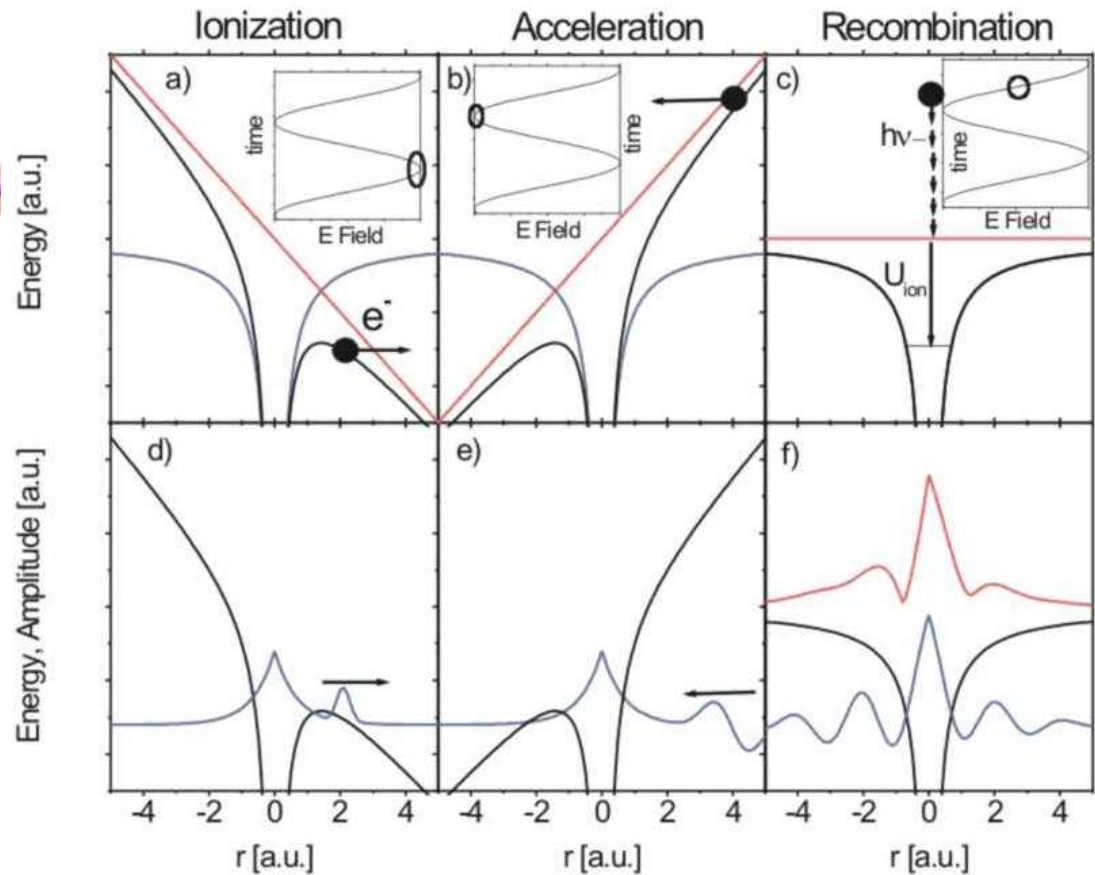 Ionization
Acceleration
Recombination
Energy [a.u.]
a)
time
E Field
e-
b)
time
E Field
c)
hν
time
E Field
Uion
Energy, Amplitude [a.u.]
d)
e)
f)
-4 -2 0 2 4
-4 -2 0 2 4
-4 -2 0 2 4
r [a.u.]
r [a.u.]
r [a.u.]